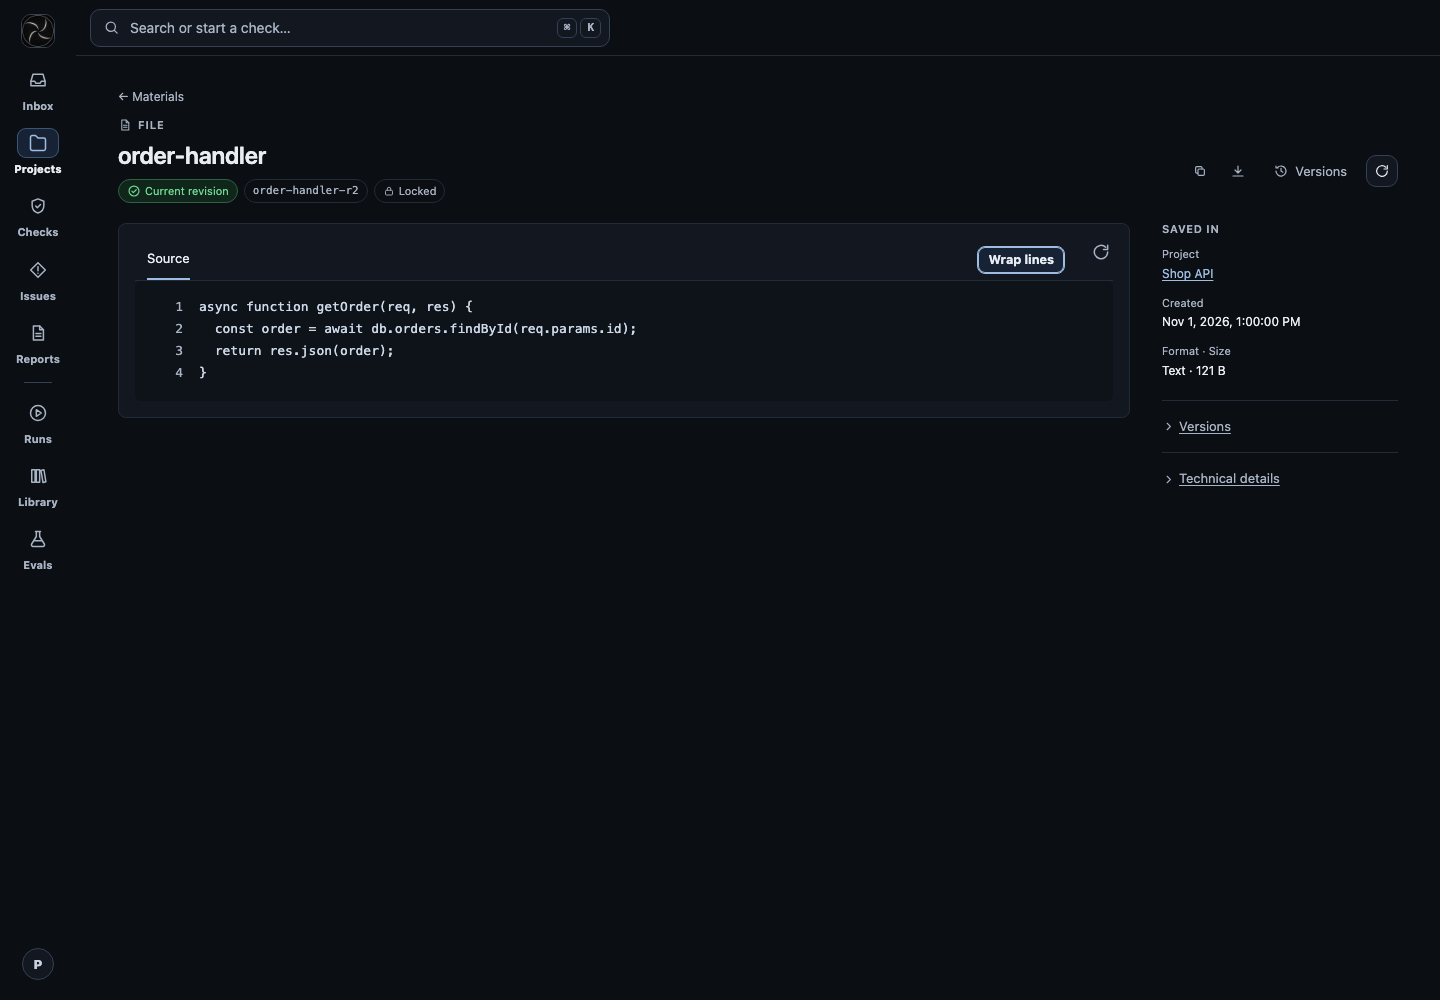 Search or start a check...
⌘ K
Inbox
Projects
Checks
Issues
Reports
Runs
Library
Evals
P
← Materials
FILE
order-handler
Current revision
order-handler-r2
Locked
Versions
Source
Wrap lines
1 async function getOrder(req, res) {
2   const order = await db.orders.findById(req.params.id);
3   return res.json(order);
4 }
SAVED IN
Project
Shop API
Created
Nov 1, 2026, 1:00:00 PM
Format · Size
Text · 121 B
Versions
Technical details